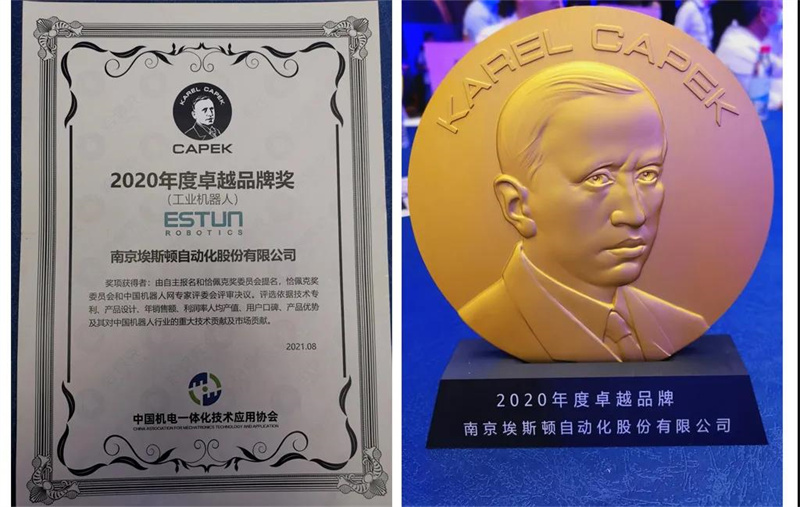 KAREL CAPEK
CAPEK
2020年度卓越品牌奖
(工业机器人)
ESTUN
ROBOTICS
南京埃斯顿自动化股份有限公司
奖项获得者：由自主报名和恰佩克奖委员会提名，恰佩克奖
委员会和中国机器人网专家评委会评审决议。评选依据技术专
利、产品设计、年销售额、利润率人均产值、用户口碑、产品优势
及其对中国机器人行业的重大技术贡献及市场贡献。
2021.08
中国机电一体化技术应用协会
CHINA ASSOCIATION FOR MECHATRONICS TECHNOLOGY AND APPLICATION
KAREL CAPEK
2020年度卓越品牌
南京埃斯顿自动化股份有限公司